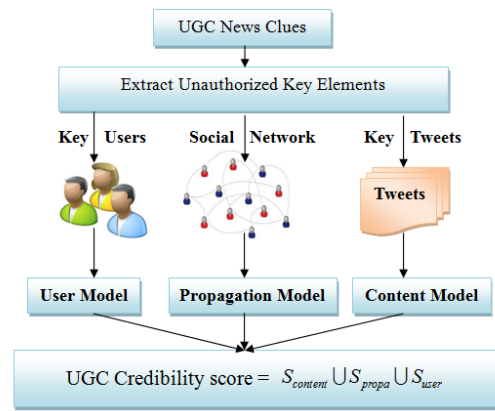 UGC News Clues
Extract Unauthorized Key Elements
Key Users
Social Network
Key Tweets
Tweets
User Model
Propagation Model
Content Model
UGC Credibility score = S_content ∪ S_propa ∪ S_user